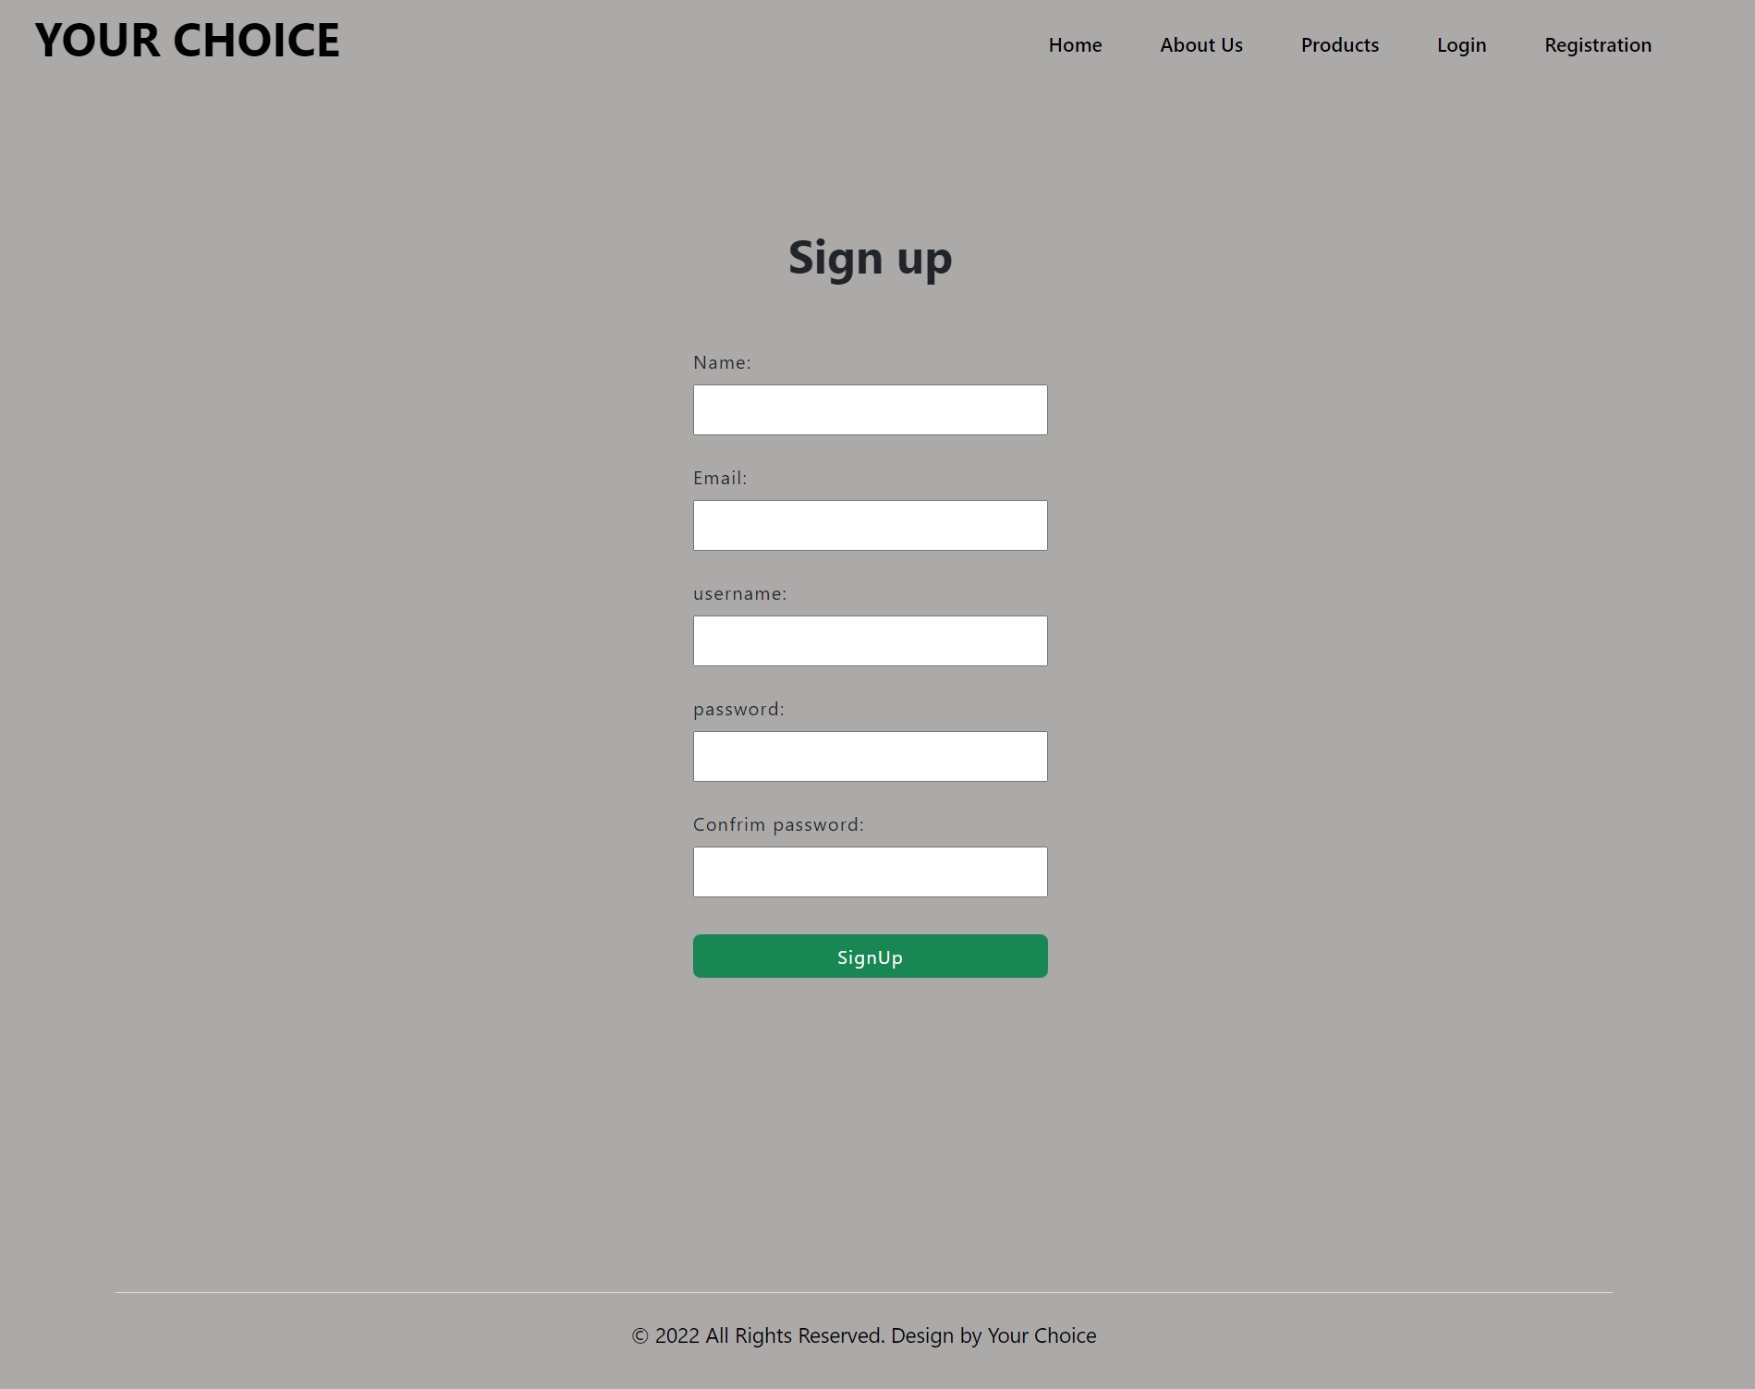 YOUR CHOICE
Home About Us Products Login Registration
Sign up
Name:
Email:
username:
password:
Confrim password:
SignUp
© 2022 All Rights Reserved. Design by Your Choice